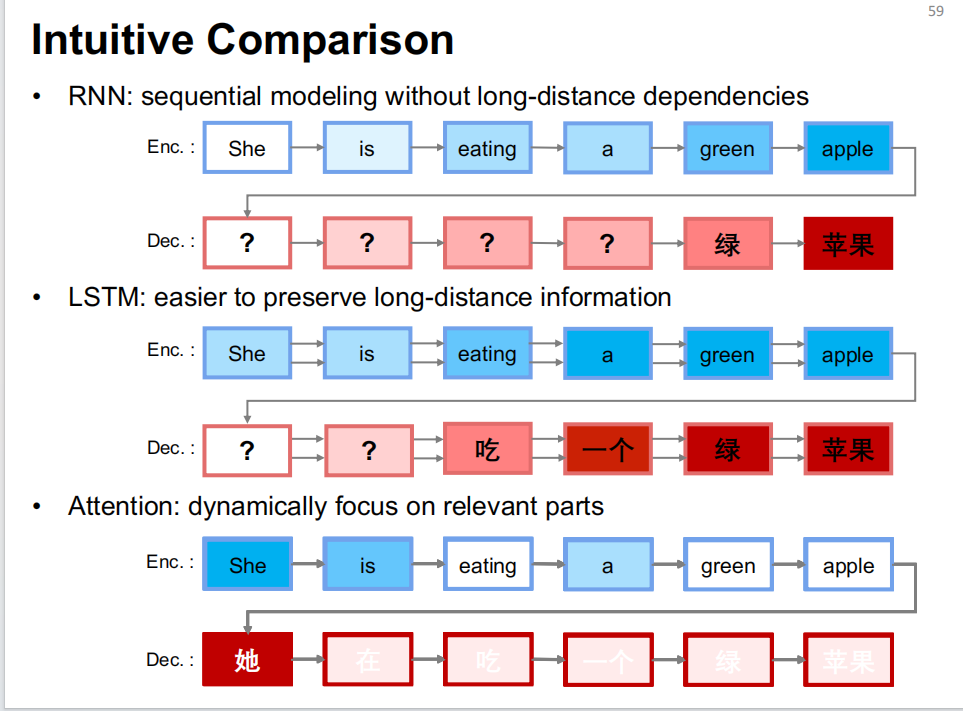 59
Intuitive Comparison
• RNN: sequential modeling without long-distance dependencies
Enc. : She is eating a green apple
Dec. : ? ? ? ? 绿 苹果
• LSTM: easier to preserve long-distance information
Enc. : She is eating a green apple
Dec. : ? ? 吃 一个 绿 苹果
• Attention: dynamically focus on relevant parts
Enc. : She is eating a green apple
Dec. : 她 在 吃 一个 绿 苹果